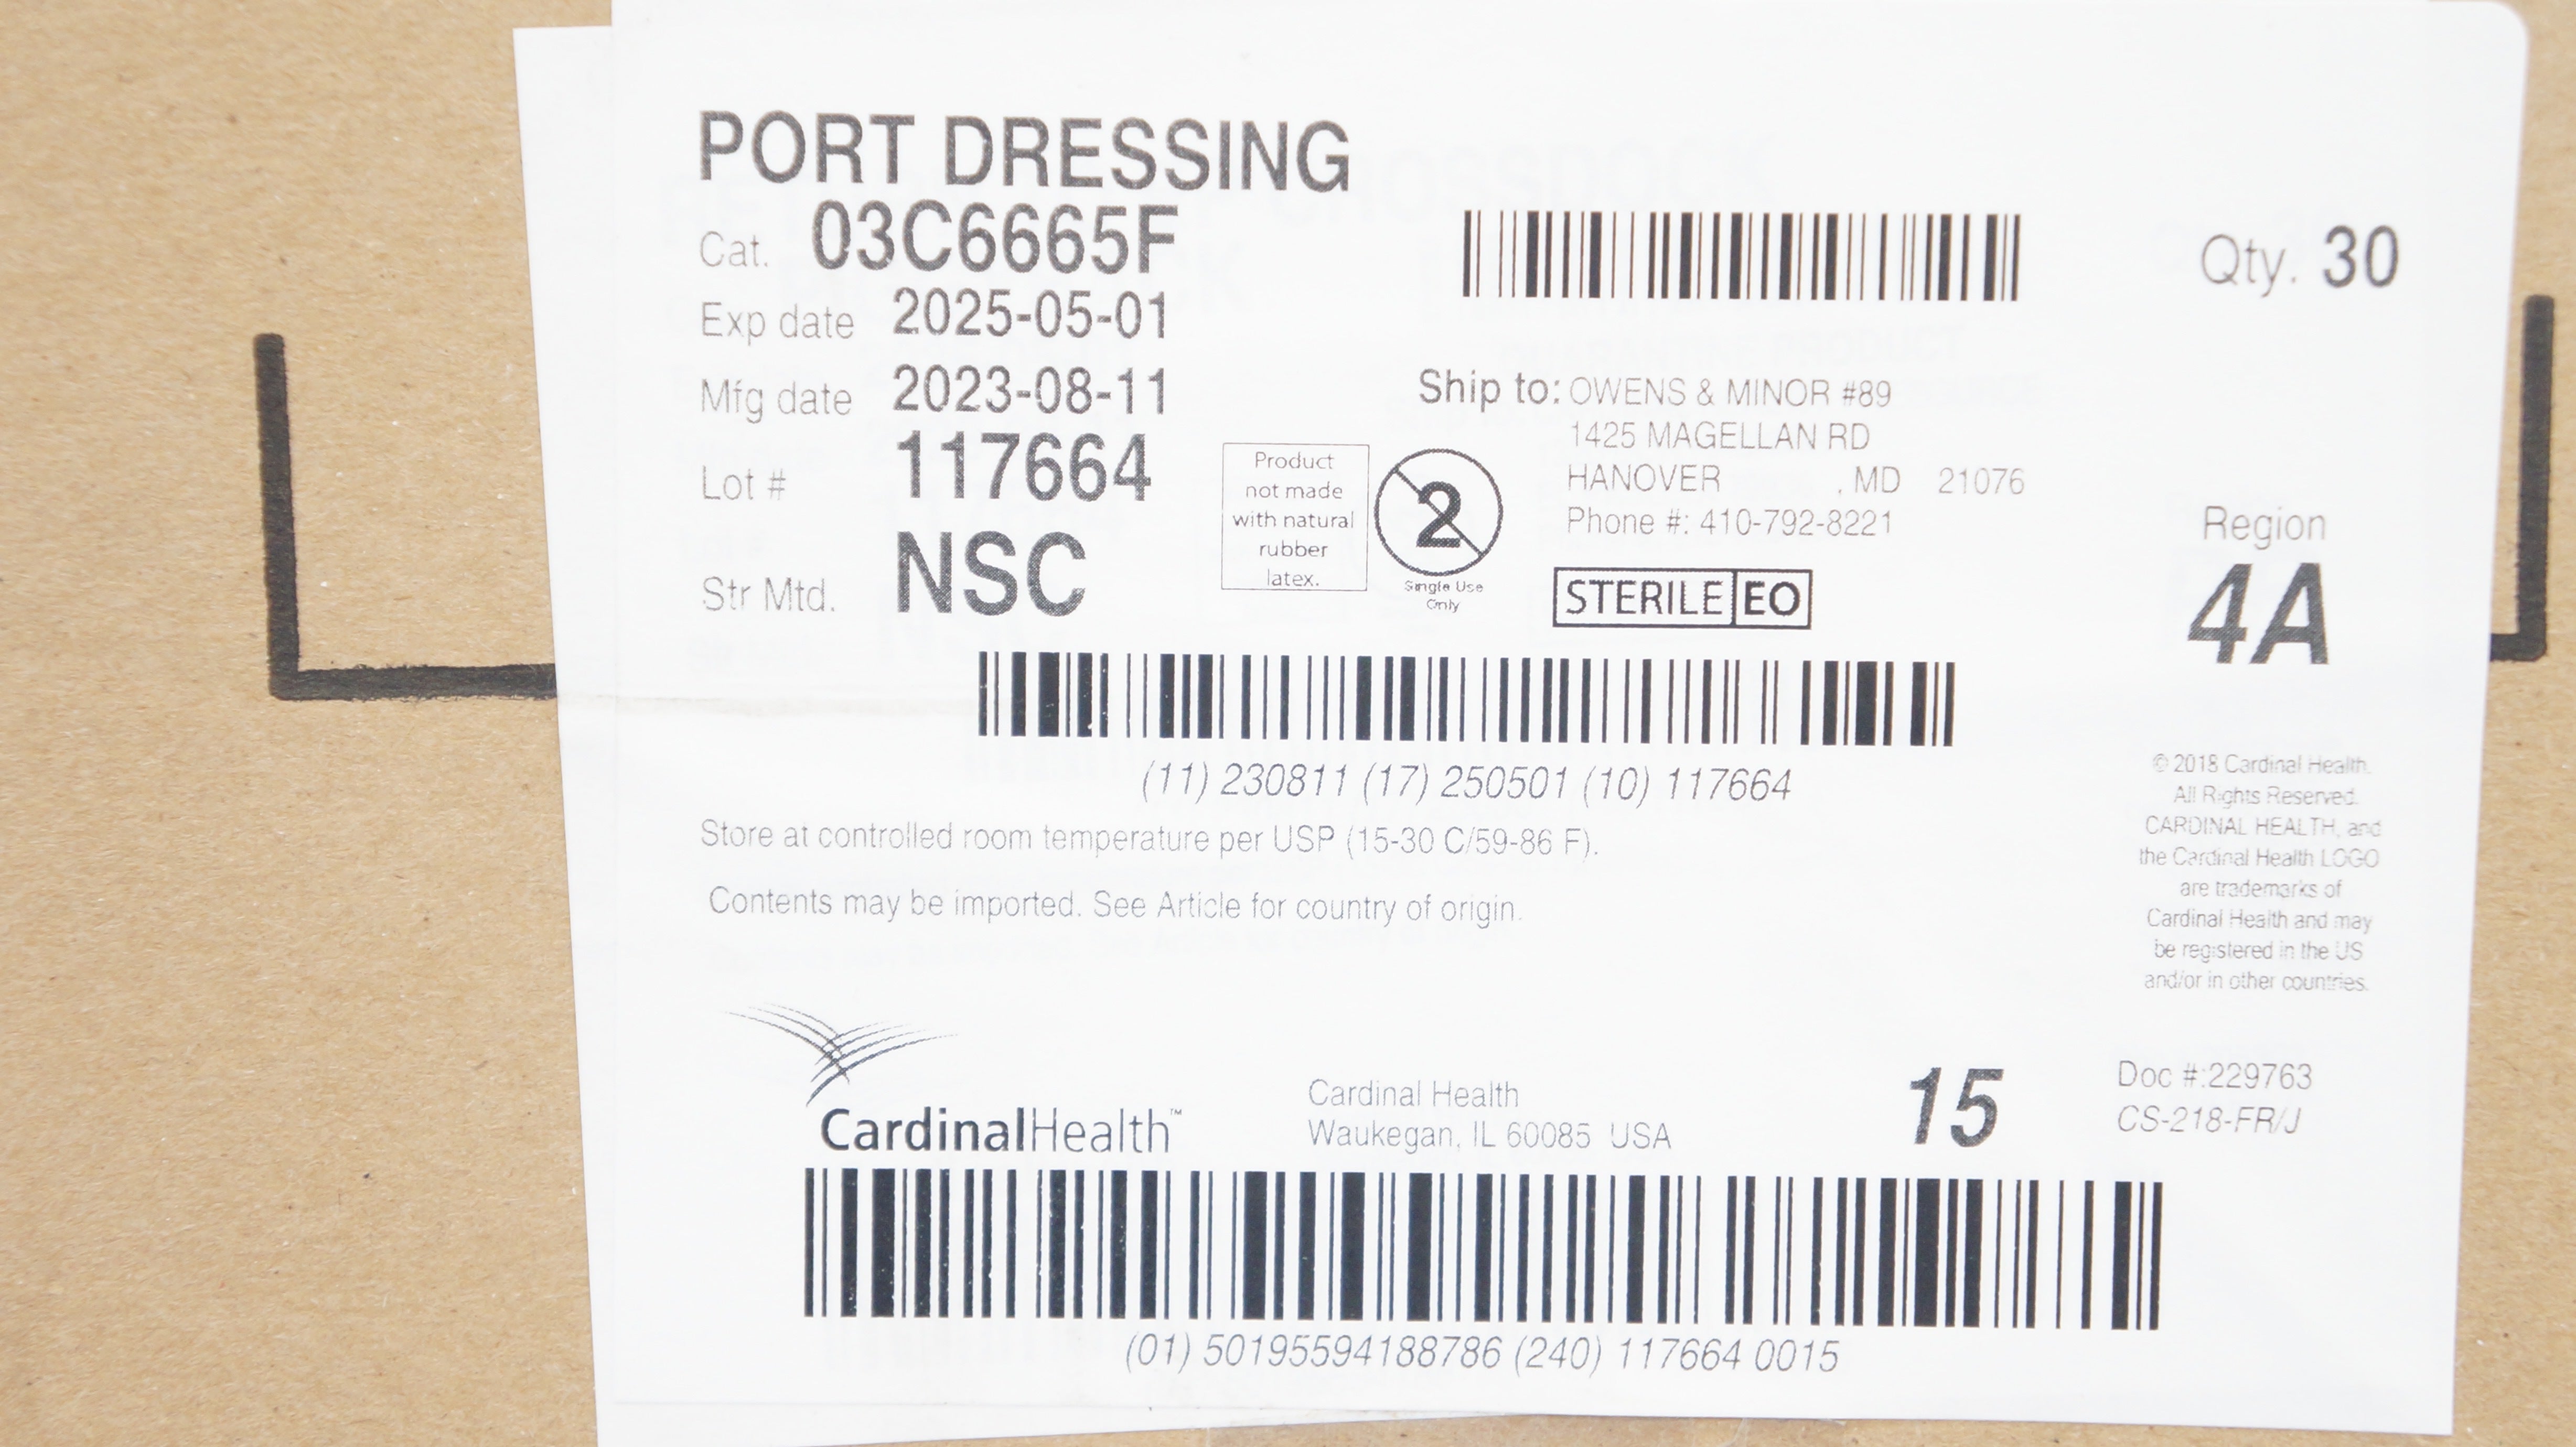 PORT DRESSING
Cat. 03C6665F
Qty. 30
Exp date 2025-05-01
Mfg date 2023-08-11
Lot # 117664
Str Mtd. NSC
Product
not made
with natural
rubber
latex.
2
Single Use
Only
Ship to: OWENS & MINOR #89
1425 MAGELLAN RD
HANOVER , MD 21076
Phone #: 410-792-8221
STERILE EO
Region
4A
(11) 230811 (17) 250501 (10) 117664
Store at controlled room temperature per USP (15-30 C/59-86 F).
Contents may be imported. See Article for country of origin.
© 2018 Cardinal Health.
All Rights Reserved.
CARDINAL HEALTH, and
the Cardinal Health LOGO
are trademarks of
Cardinal Health and may
be registered in the US
and/or in other countries.
CardinalHealth™
Cardinal Health
Waukegan, IL 60085 USA
15
Doc #:229763
CS-218-FR/J
(01) 50195594188786 (240) 117664 0015